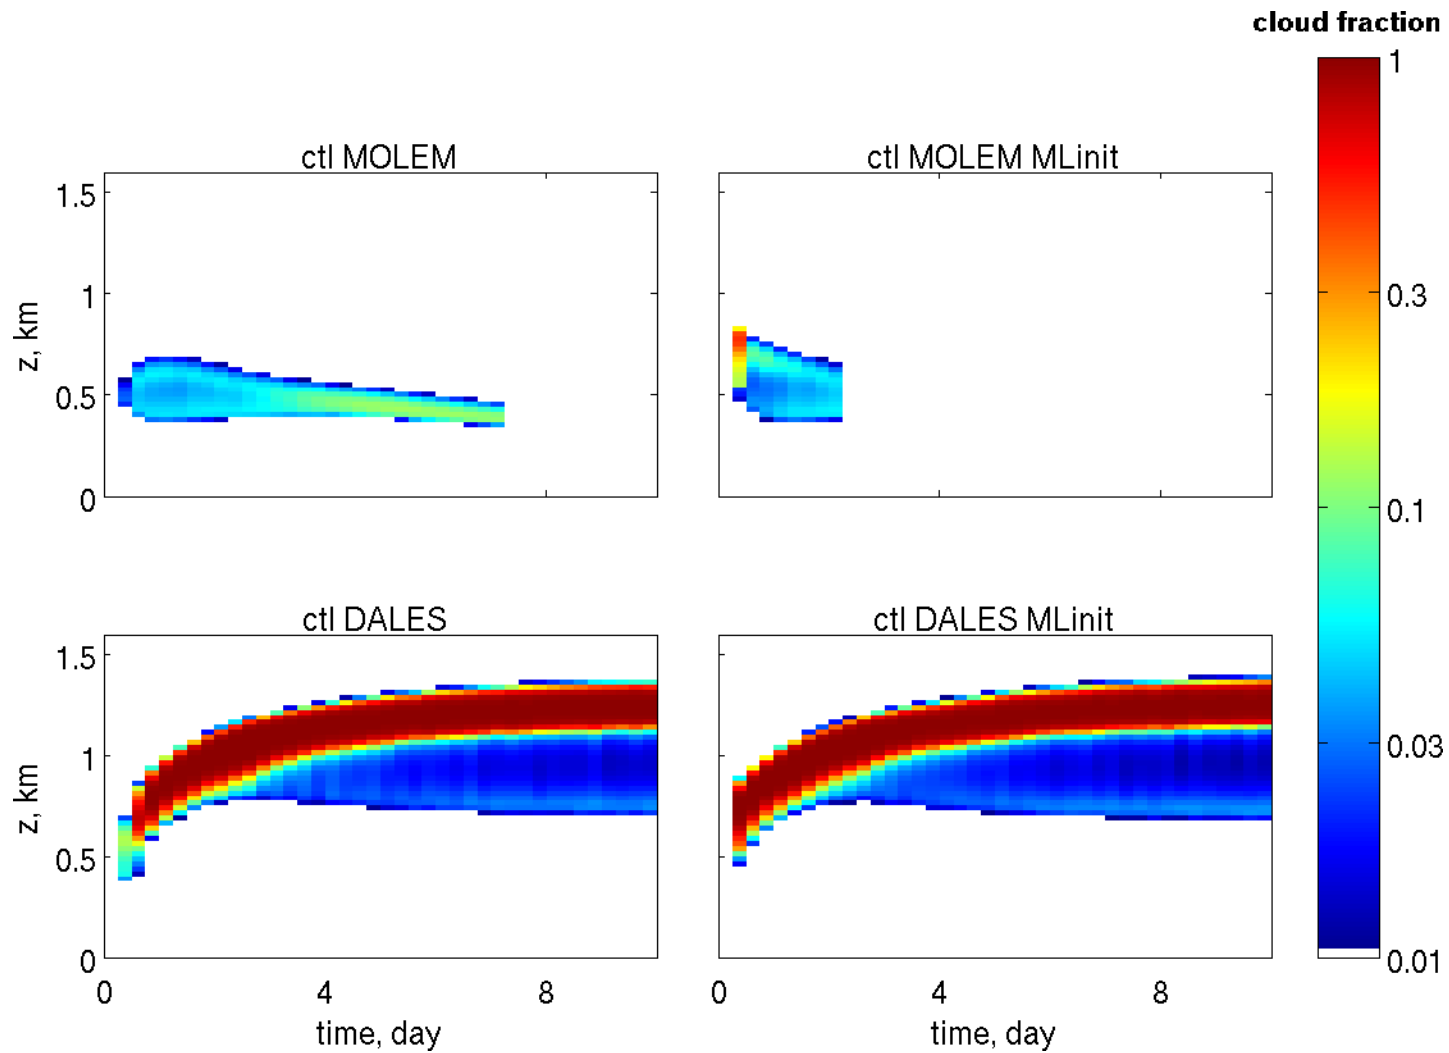 cloud fraction
1
0.3
0.1
0.03
0.01
ctl MOLEM
ctl MOLEM MLinit
1.5
1
0.5
0
z, km
ctl DALES
ctl DALES MLinit
1.5
1
0.5
0
z, km
0 4 8
0 4 8
time, day
time, day